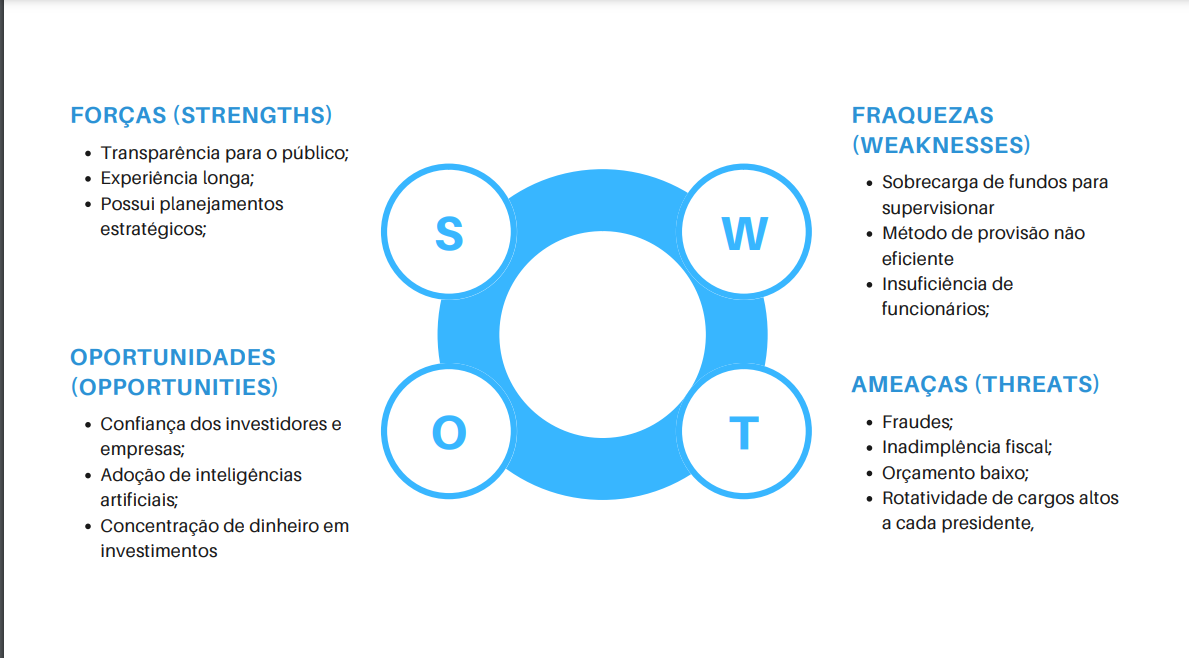 FORÇAS (STRENGTHS)
• Transparência para o público;
• Experiência longa;
• Possui planejamentos
estratégicos;
S
OPORTUNIDADES
(OPPORTUNITIES)
• Confiança dos investidores e
empresas;
• Adoção de inteligências
artificiais;
• Concentração de dinheiro em
investimentos
O
FRAQUEZAS
(WEAKNESSES)
• Sobrecarga de fundos para
supervisionar
• Método de provisão não
eficiente
• Insuficiência de
funcionários;
W
AMEAÇAS (THREATS)
• Fraudes;
• Inadimplência fiscal;
• Orçamento baixo;
• Rotatividade de cargos altos
a cada presidente,
T